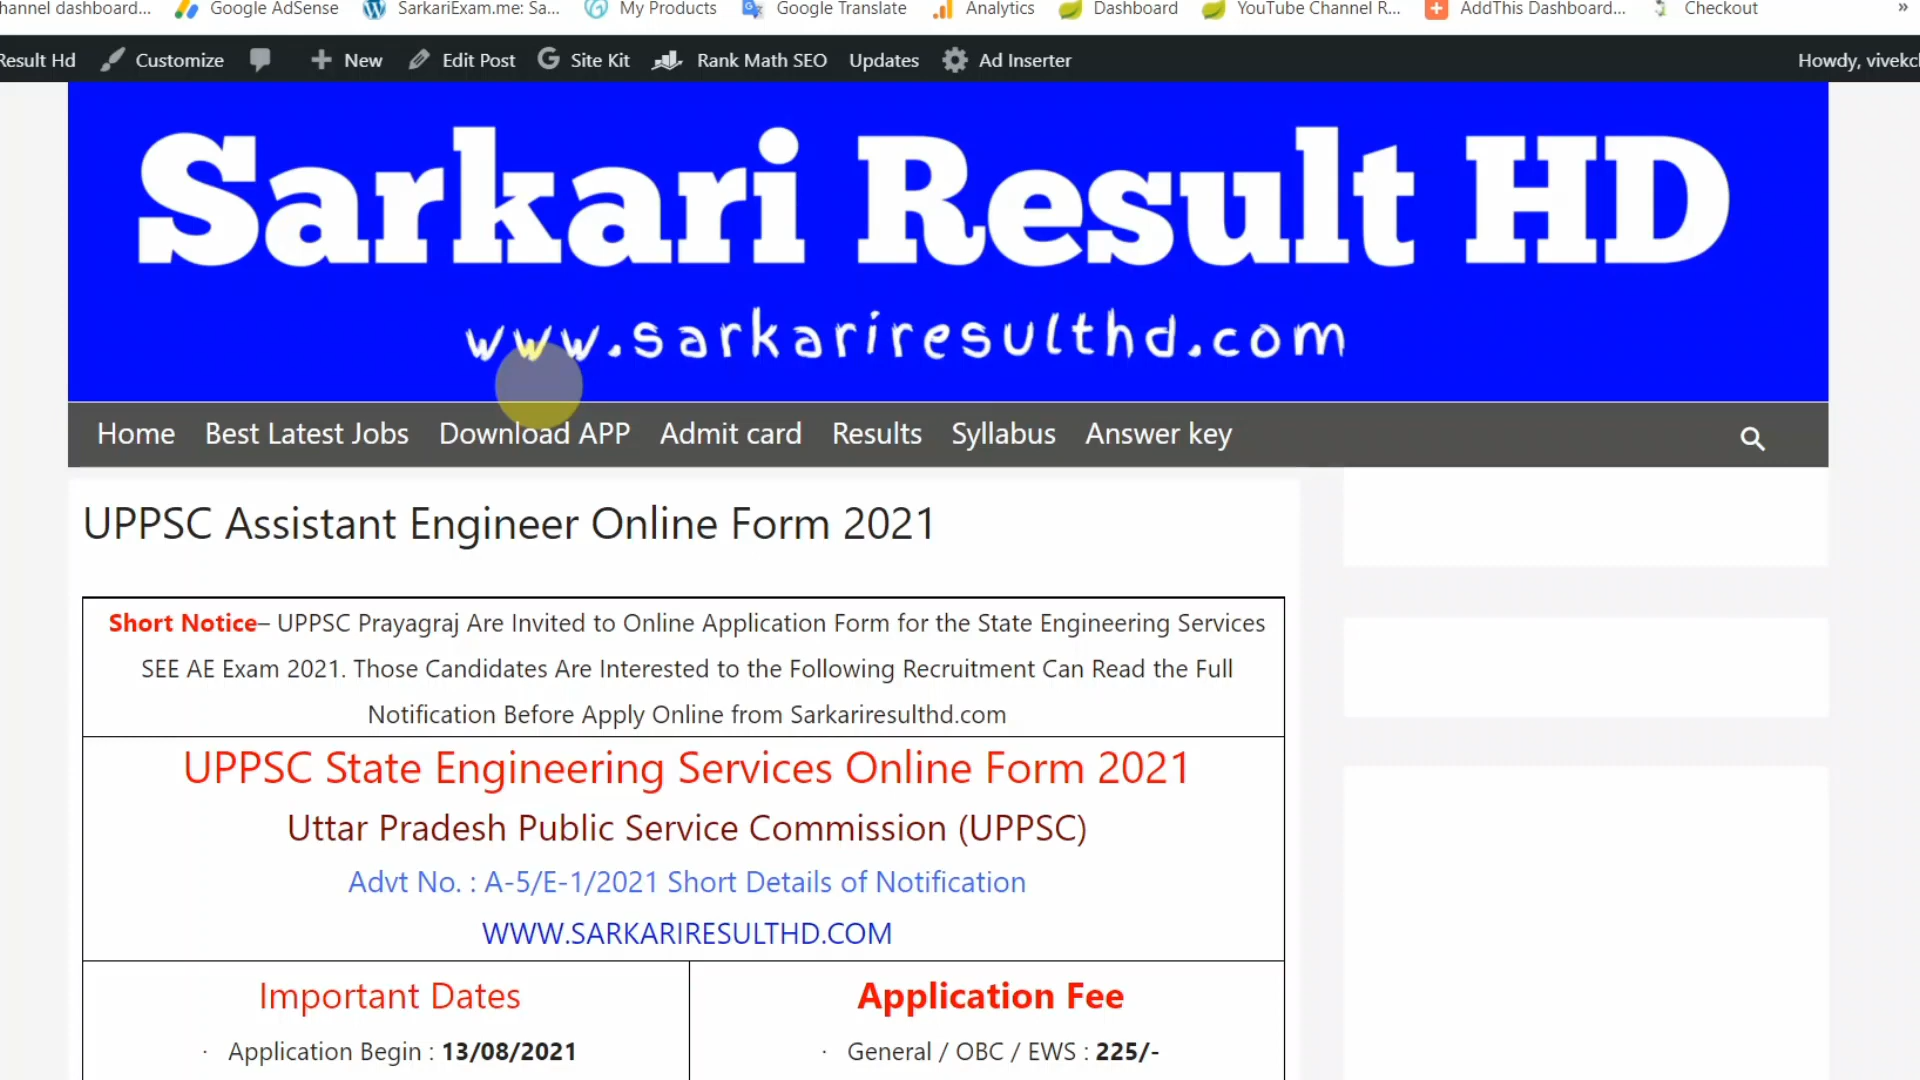 hannel dashboard... Google AdSense SarkariExam.me: Sa... My Products Google Translate Analytics Dashboard YouTube Channel R... AddThis Dashboard... Checkout »
Result Hd Customize New Edit Post Site Kit Rank Math SEO Updates Ad Inserter Howdy, vivekcl
Sarkari Result HD
www.sarkariresulthd.com
Home Best Latest Jobs Download APP Admit card Results Syllabus Answer key
UPPSC Assistant Engineer Online Form 2021
Short Notice– UPPSC Prayagraj Are Invited to Online Application Form for the State Engineering Services
SEE AE Exam 2021. Those Candidates Are Interested to the Following Recruitment Can Read the Full
Notification Before Apply Online from Sarkariresulthd.com
UPPSC State Engineering Services Online Form 2021
Uttar Pradesh Public Service Commission (UPPSC)
Advt No. : A-5/E-1/2021 Short Details of Notification
WWW.SARKARIRESULTHD.COM
Important Dates
· Application Begin : 13/08/2021
Application Fee
· General / OBC / EWS : 225/-